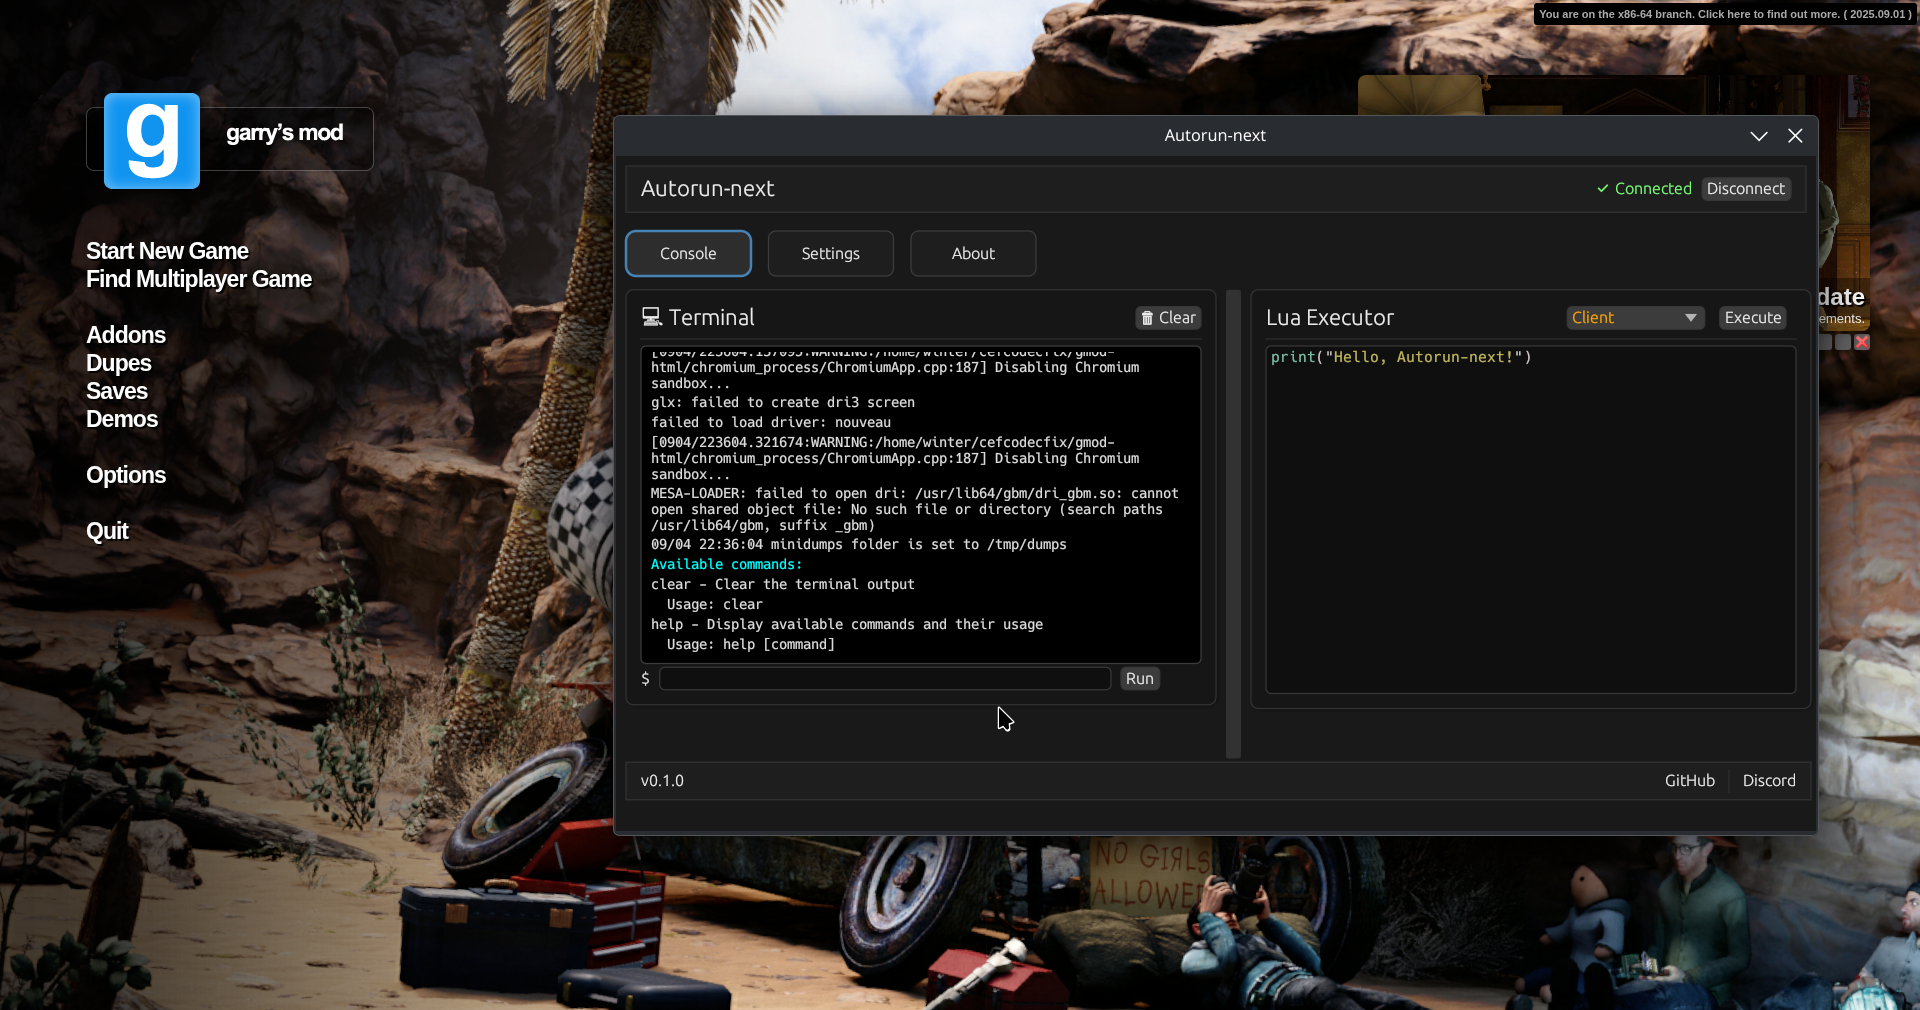 You are on the x86-64 branch. Click here to find out more. ( 2025.09.01 )
g
garry's mod
Start New Game
Find Multiplayer Game
Addons
Dupes
Saves
Demos
Options
Quit
Autorun-next
Autorun-next
✓ Connected
Disconnect
Console
Settings
About
Terminal
Clear
[0904/223604.157095:WARNING:/home/winter/cefcodecfix/gmod-
html/chromium_process/ChromiumApp.cpp:187] Disabling Chromium
sandbox...
glx: failed to create dri3 screen
failed to load driver: nouveau
[0904/223604.321674:WARNING:/home/winter/cefcodecfix/gmod-
html/chromium_process/ChromiumApp.cpp:187] Disabling Chromium
sandbox...
MESA-LOADER: failed to open dri: /usr/lib64/gbm/dri_gbm.so: cannot
open shared object file: No such file or directory (search paths
/usr/lib64/gbm, suffix _gbm)
09/04 22:36:04 minidumps folder is set to /tmp/dumps
Available commands:
clear - Clear the terminal output
Usage: clear
help - Display available commands and their usage
Usage: help [command]
$
Run
Lua Executor
Client
Execute
print("Hello, Autorun-next!")
date
ements.
v0.1.0
GitHub
Discord
NO GIRLS
ALLOWED